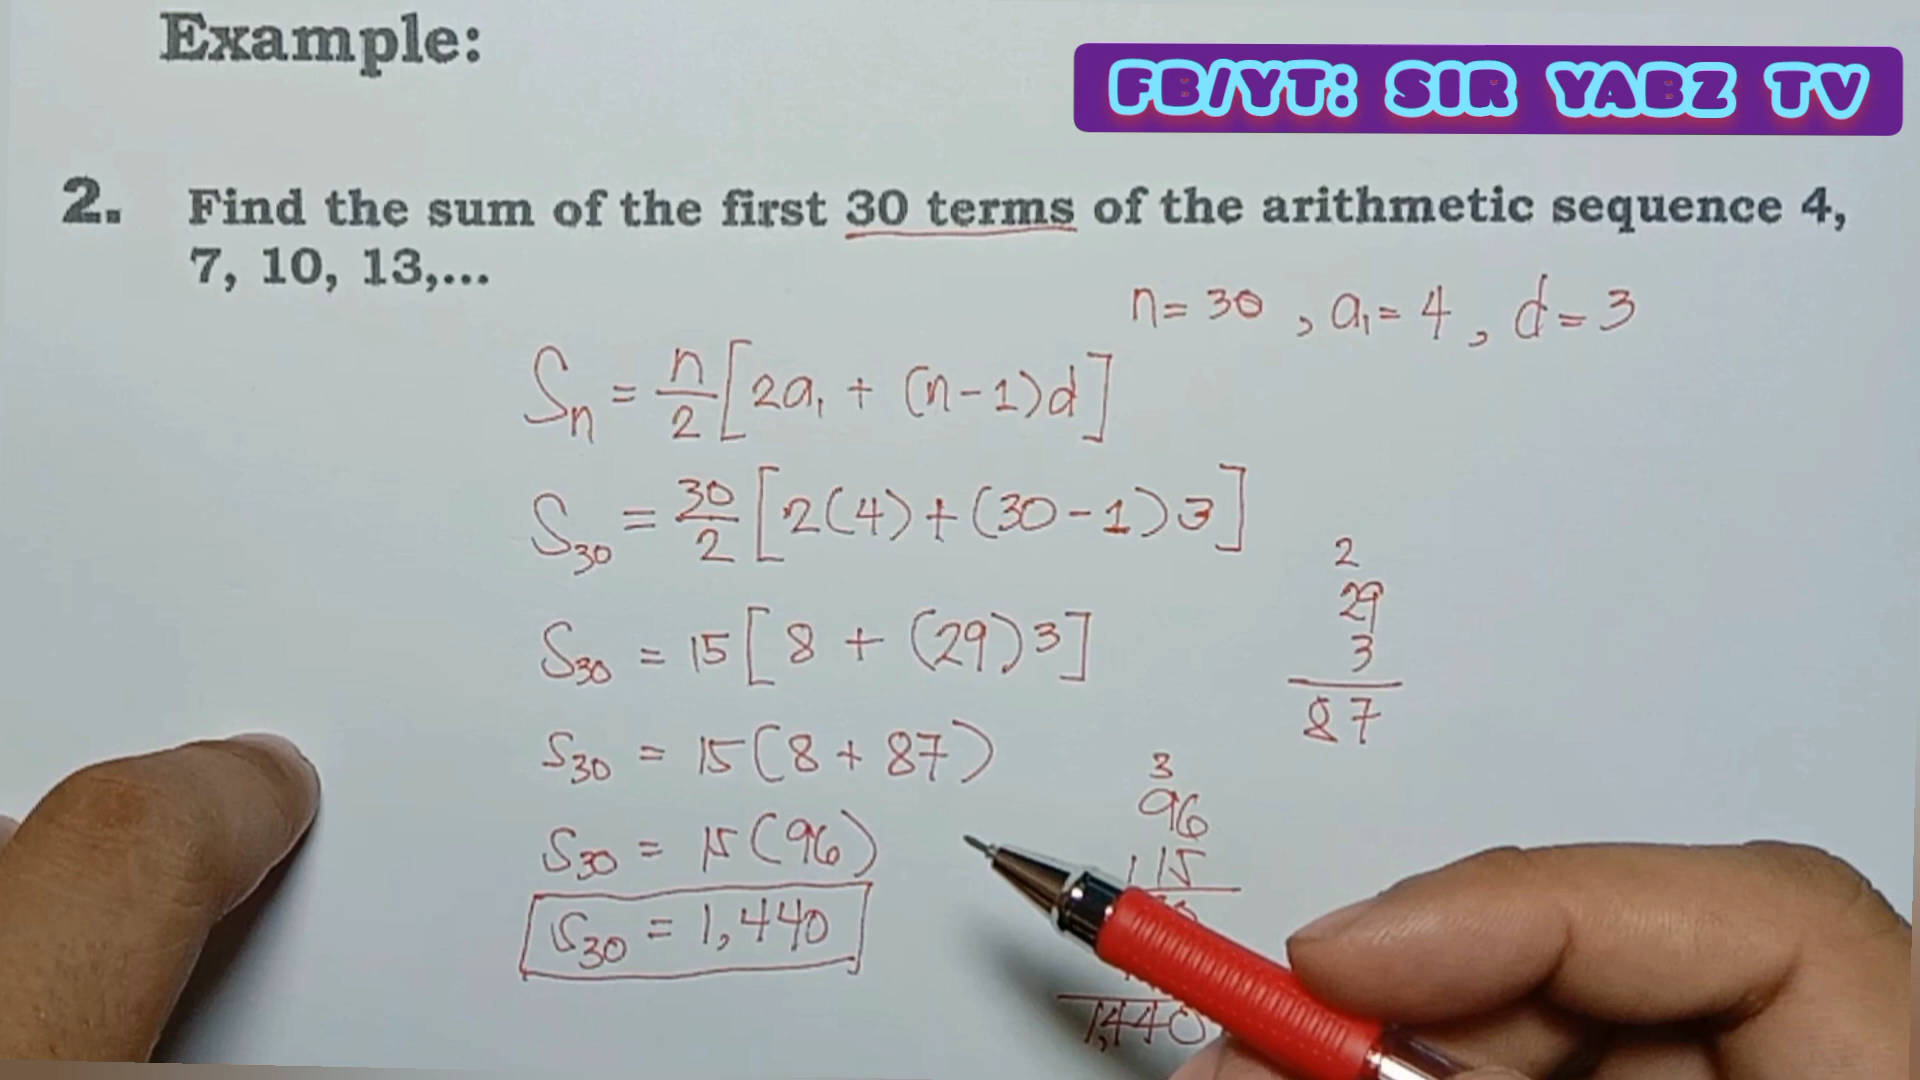 Example:
FB/YT: SIR YABZ TV
2. Find the sum of the first 30 terms of the arithmetic sequence 4,
7, 10, 13,...
n = 30 , a₁ = 4 , d = 3
Sₙ = n/2 [2a₁ + (n-1)d]
S₃₀ = 30/2 [2(4)+(30-1)3]
S₃₀ = 15[8 + (29)3]
S₃₀ = 15(8+87)
S₃₀ = 15(96)
S₃₀ = 1,440
2
29
3
87
3
96
15
1,440